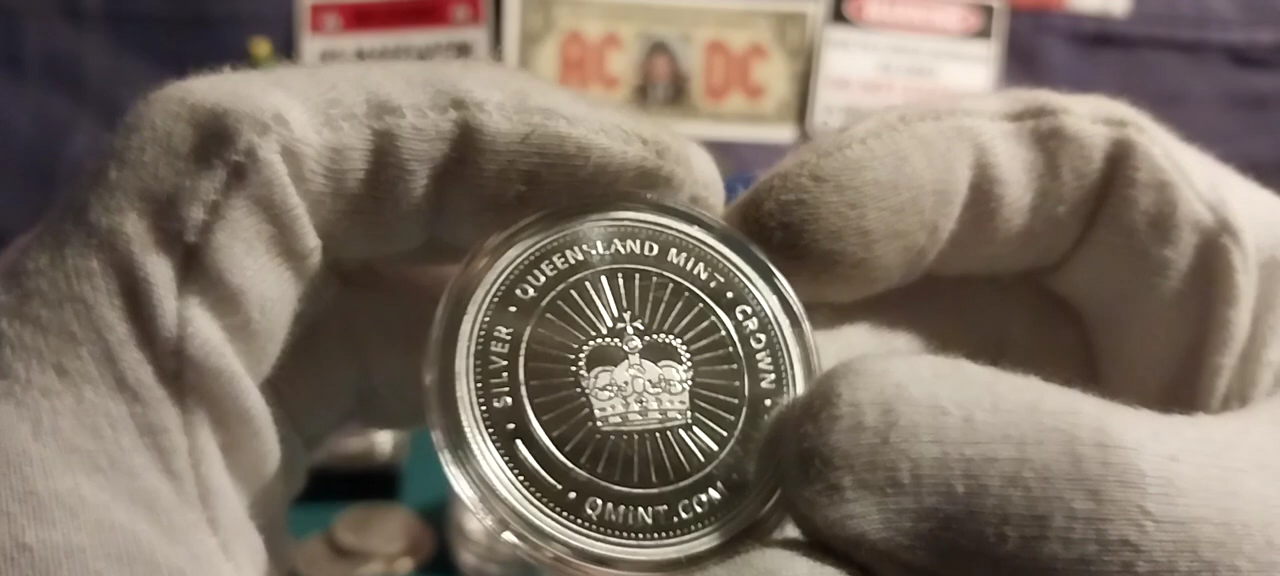 AC DC
• QUEENSLAND MINT • CROWN •
SILVER •
• QMINT.COM